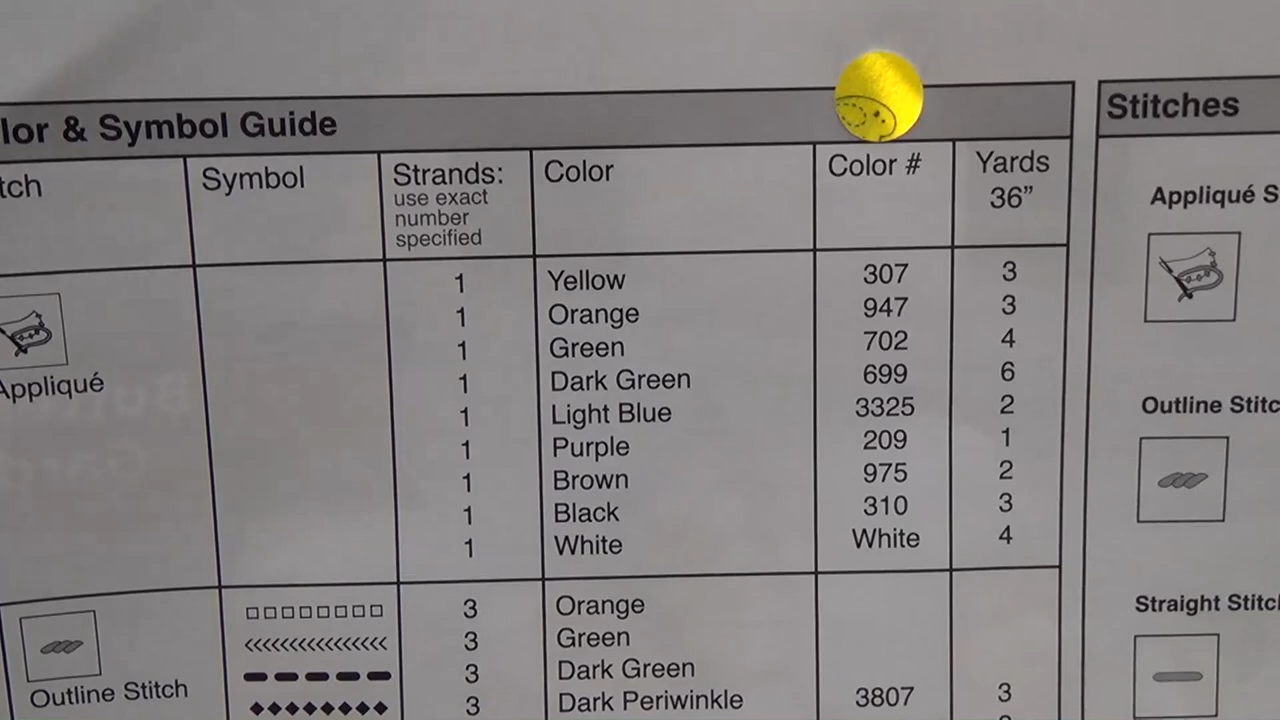 lor & Symbol Guide
tch Symbol Strands: Color Color # Yards
use exact 36”
number
specified
1 Yellow 307 3
1 Orange 947 3
1 Green 702 4
1 Dark Green 699 6
1 Light Blue 3325 2
1 Purple 209 1
1 Brown 975 2
1 Black 310 3
1 White White 4
Appliqué
3 Orange
3 Green
3 Dark Green
3 Dark Periwinkle 3807 3
Outline Stitch
Stitches
Appliqué S
Outline Stitc
Straight Stitch